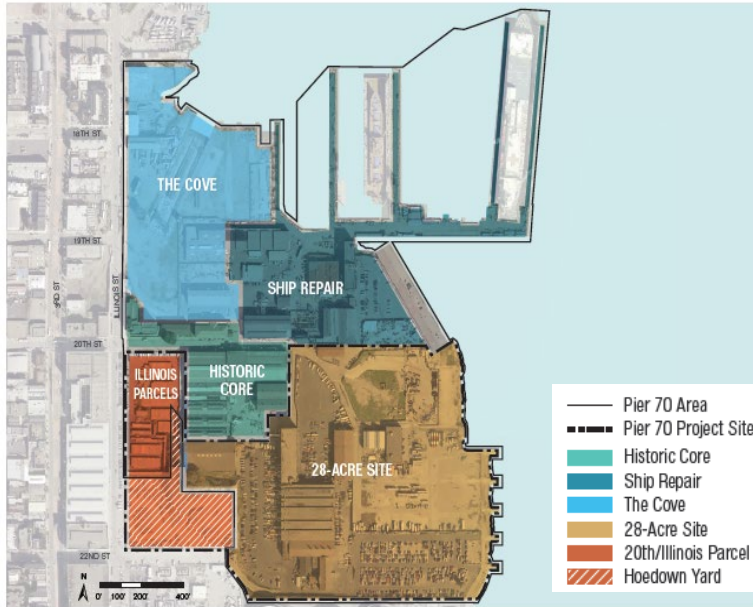 18TH ST
THE COVE
19TH ST
3RD ST
ILLINOIS ST
SHIP REPAIR
20TH ST
ILLINOIS
PARCELS
HISTORIC
CORE
28-ACRE SITE
22ND ST
N
0' 100' 200' 400'
Pier 70 Area
Pier 70 Project Site
Historic Core
Ship Repair
The Cove
28-Acre Site
20th/Illinois Parcel
Hoedown Yard